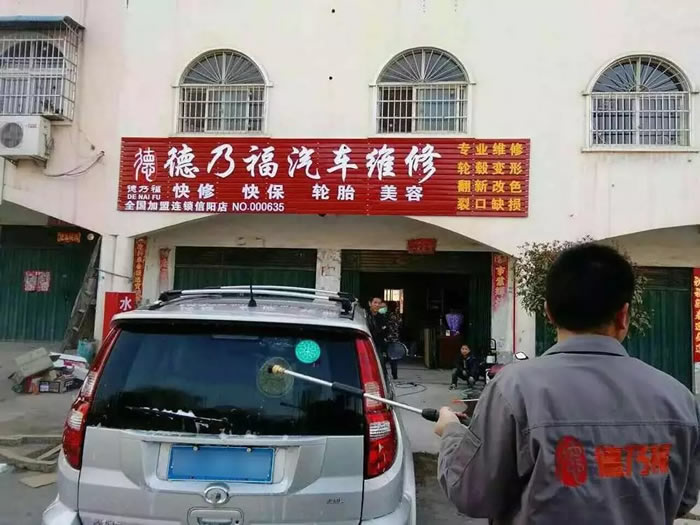 德 德乃福汽车维修
德乃福
DE NAI FU
快修 快保 轮胎 美容
全国加盟连锁信阳店 NO.000635
专业维修
轮毂变形
翻新改色
裂口缺损
水
德乃福